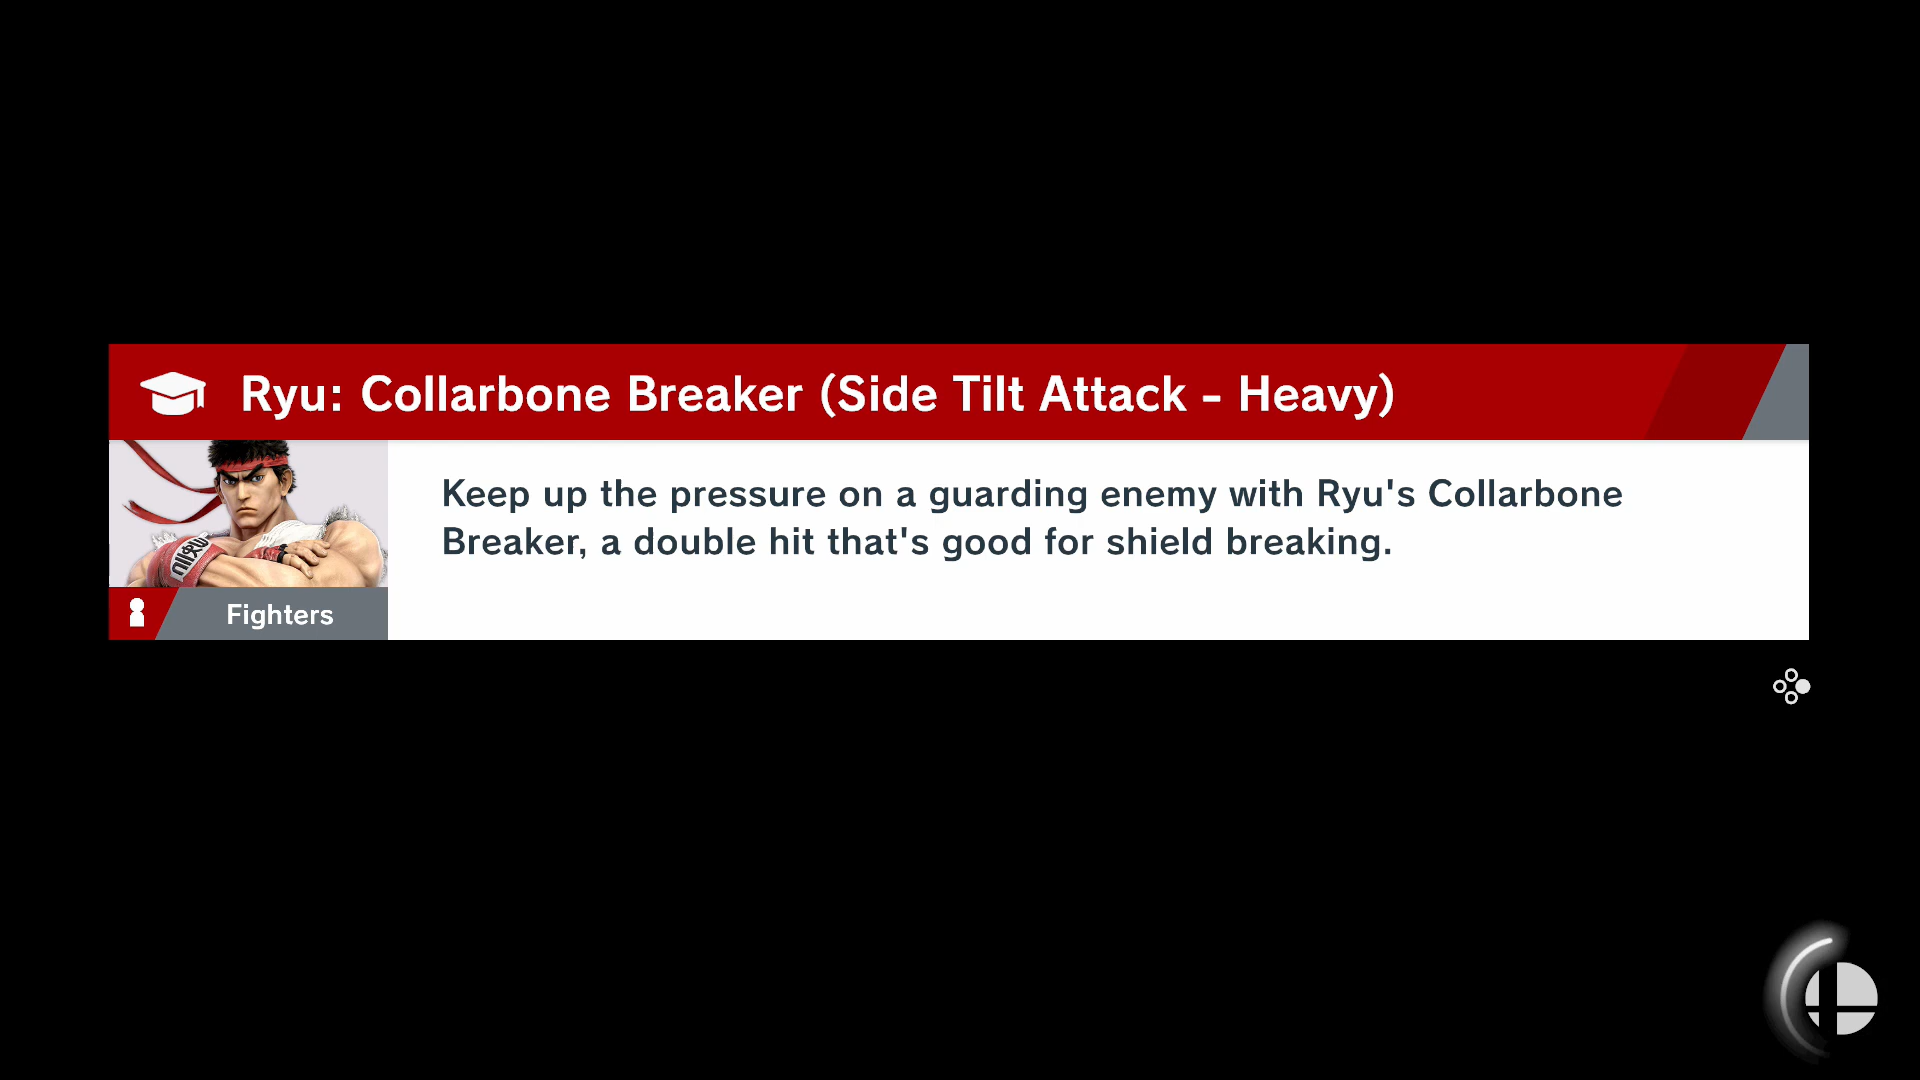 Ryu: Collarbone Breaker (Side Tilt Attack - Heavy)
Keep up the pressure on a guarding enemy with Ryu's Collarbone
Breaker, a double hit that's good for shield breaking.
Fighters